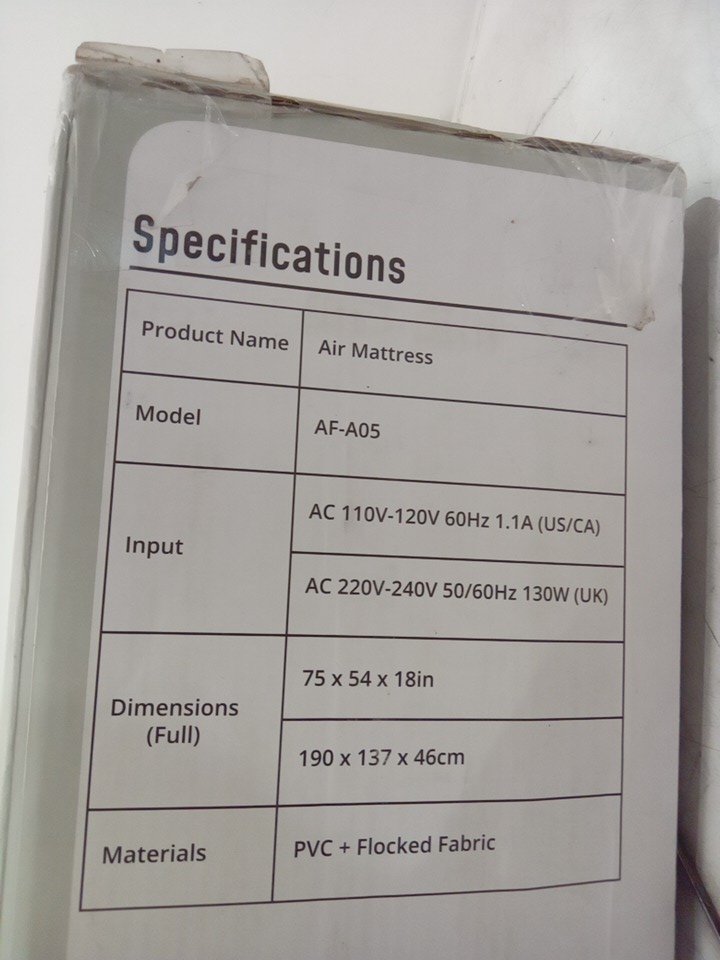 Specifications
Product Name
Air Mattress
Model
AF-A05
Input
AC 110V-120V 60Hz 1.1A (US/CA)
AC 220V-240V 50/60Hz 130W (UK)
Dimensions
(Full)
75 x 54 x 18in
190 x 137 x 46cm
Materials
PVC + Flocked Fabric